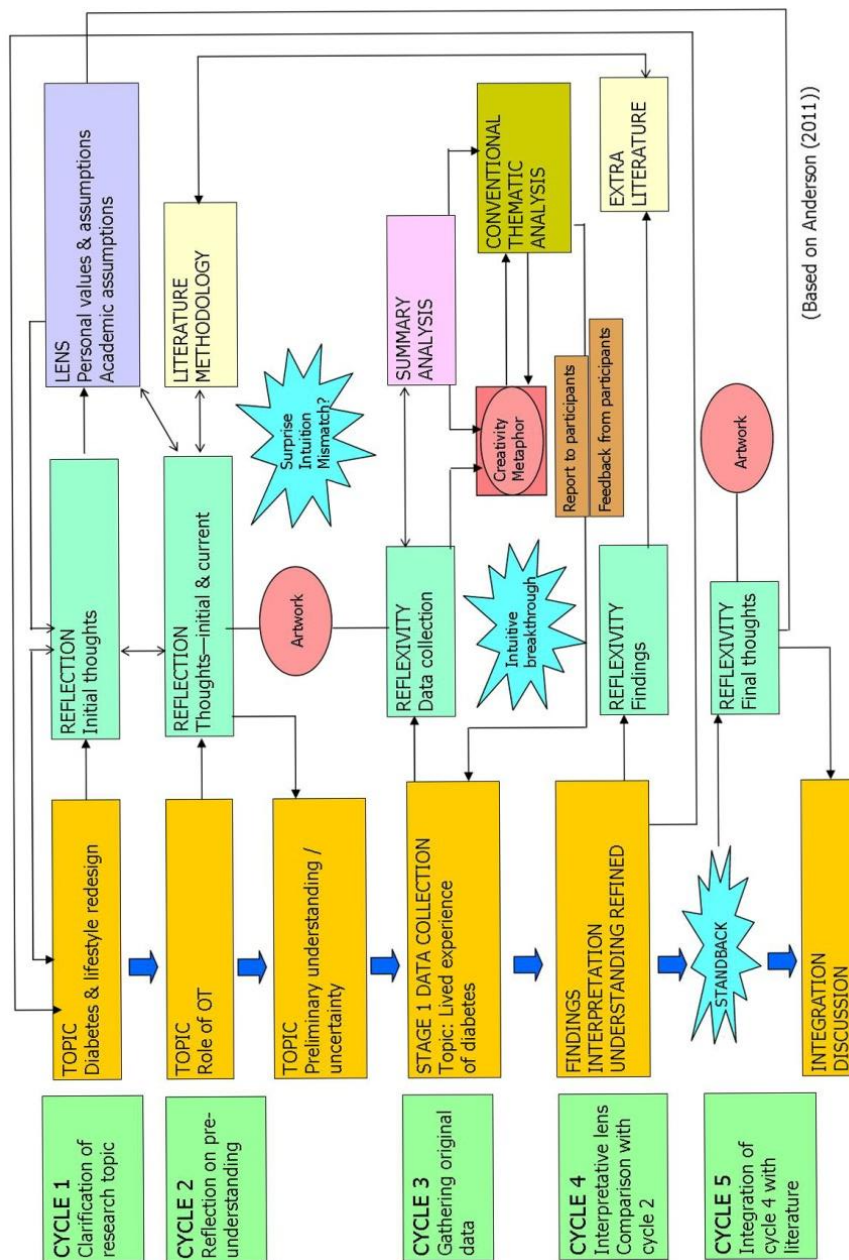 CYCLE 1
Clarification of
research topic
TOPIC
Diabetes & lifestyle redesign
REFLECTION
Initial thoughts
LENS
Personal values & assumptions
Academic assumptions
CYCLE 2
Reflection on pre-
understanding
TOPIC
Role of OT
REFLECTION
Thoughts—initial & current
LITERATURE
METHODOLOGY
TOPIC
Preliminary understanding /
uncertainty
Artwork
Surprise
Intuition
Mismatch?
CYCLE 3
Gathering original
data
STAGE 1 DATA COLLECTION
Topic: Lived experience
of diabetes
REFLEXIVITY
Data collection
SUMMARY
ANALYSIS
Intuitive
breakthrough
Creativity
Metaphor
CONVENTIONAL
THEMATIC
ANALYSIS
Report to participants
Feedback from participants
CYCLE 4
Interpretative lens
Comparison with
cycle 2
FINDINGS
INTERPRETATION
UNDERSTANDING REFINED
REFLEXIVITY
Findings
EXTRA
LITERATURE
CYCLE 5
Integration of
cycle 4 with
literature
STANDBACK
REFLEXIVITY
Final thoughts
Artwork
INTEGRATION
DISCUSSION
(Based on Anderson (2011))